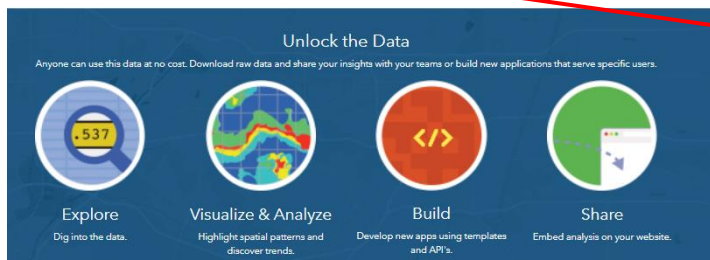 Unlock the Data
Anyone can use this data at no cost. Download raw data and share your insights with your teams or build new applications that serve specific users.
.537
</>
Explore
Dig into the data.
Visualize & Analyze
Highlight spatial patterns and
discover trends.
Build
Develop new apps using templates
and API's.
Share
Embed analysis on your website.